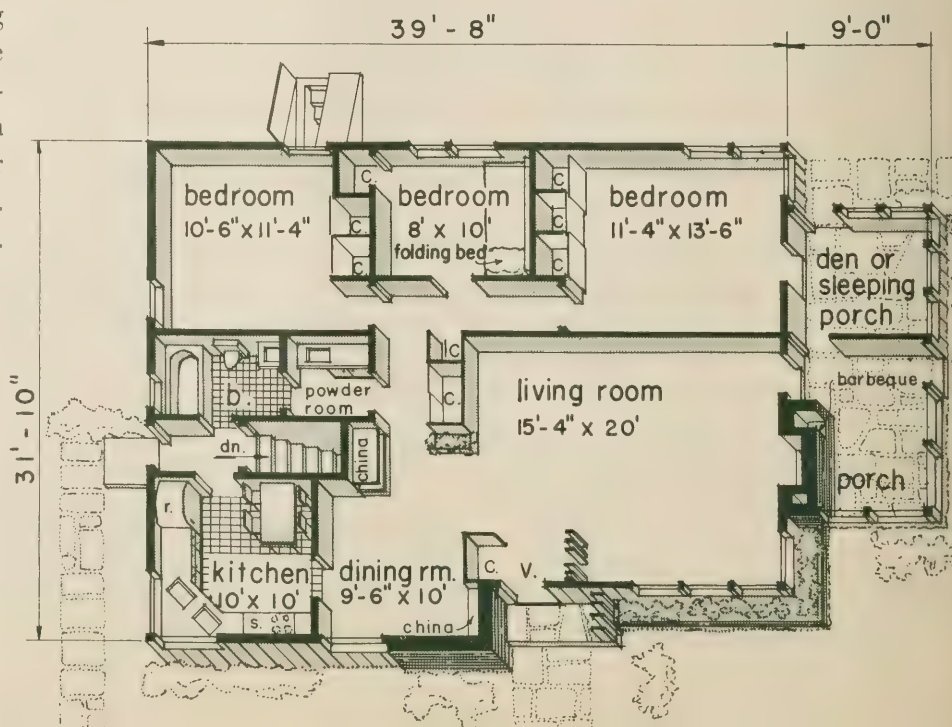 39'-8"
9'-0"
31'-10"
bedroom
10'-6" x 11'-4"
c.
c.
c.
bedroom
8' x 10'
folding bed
c.
c.
c.
bedroom
11'-4" x 13'-6"
den or
sleeping
porch
b.
powder
room
c.
c.
living room
15'-4" x 20'
barbeque
porch
dn.
china
r.
kitchen
10' x 10'
s.
dining rm.
9'-6" x 10'
china
c.
v.